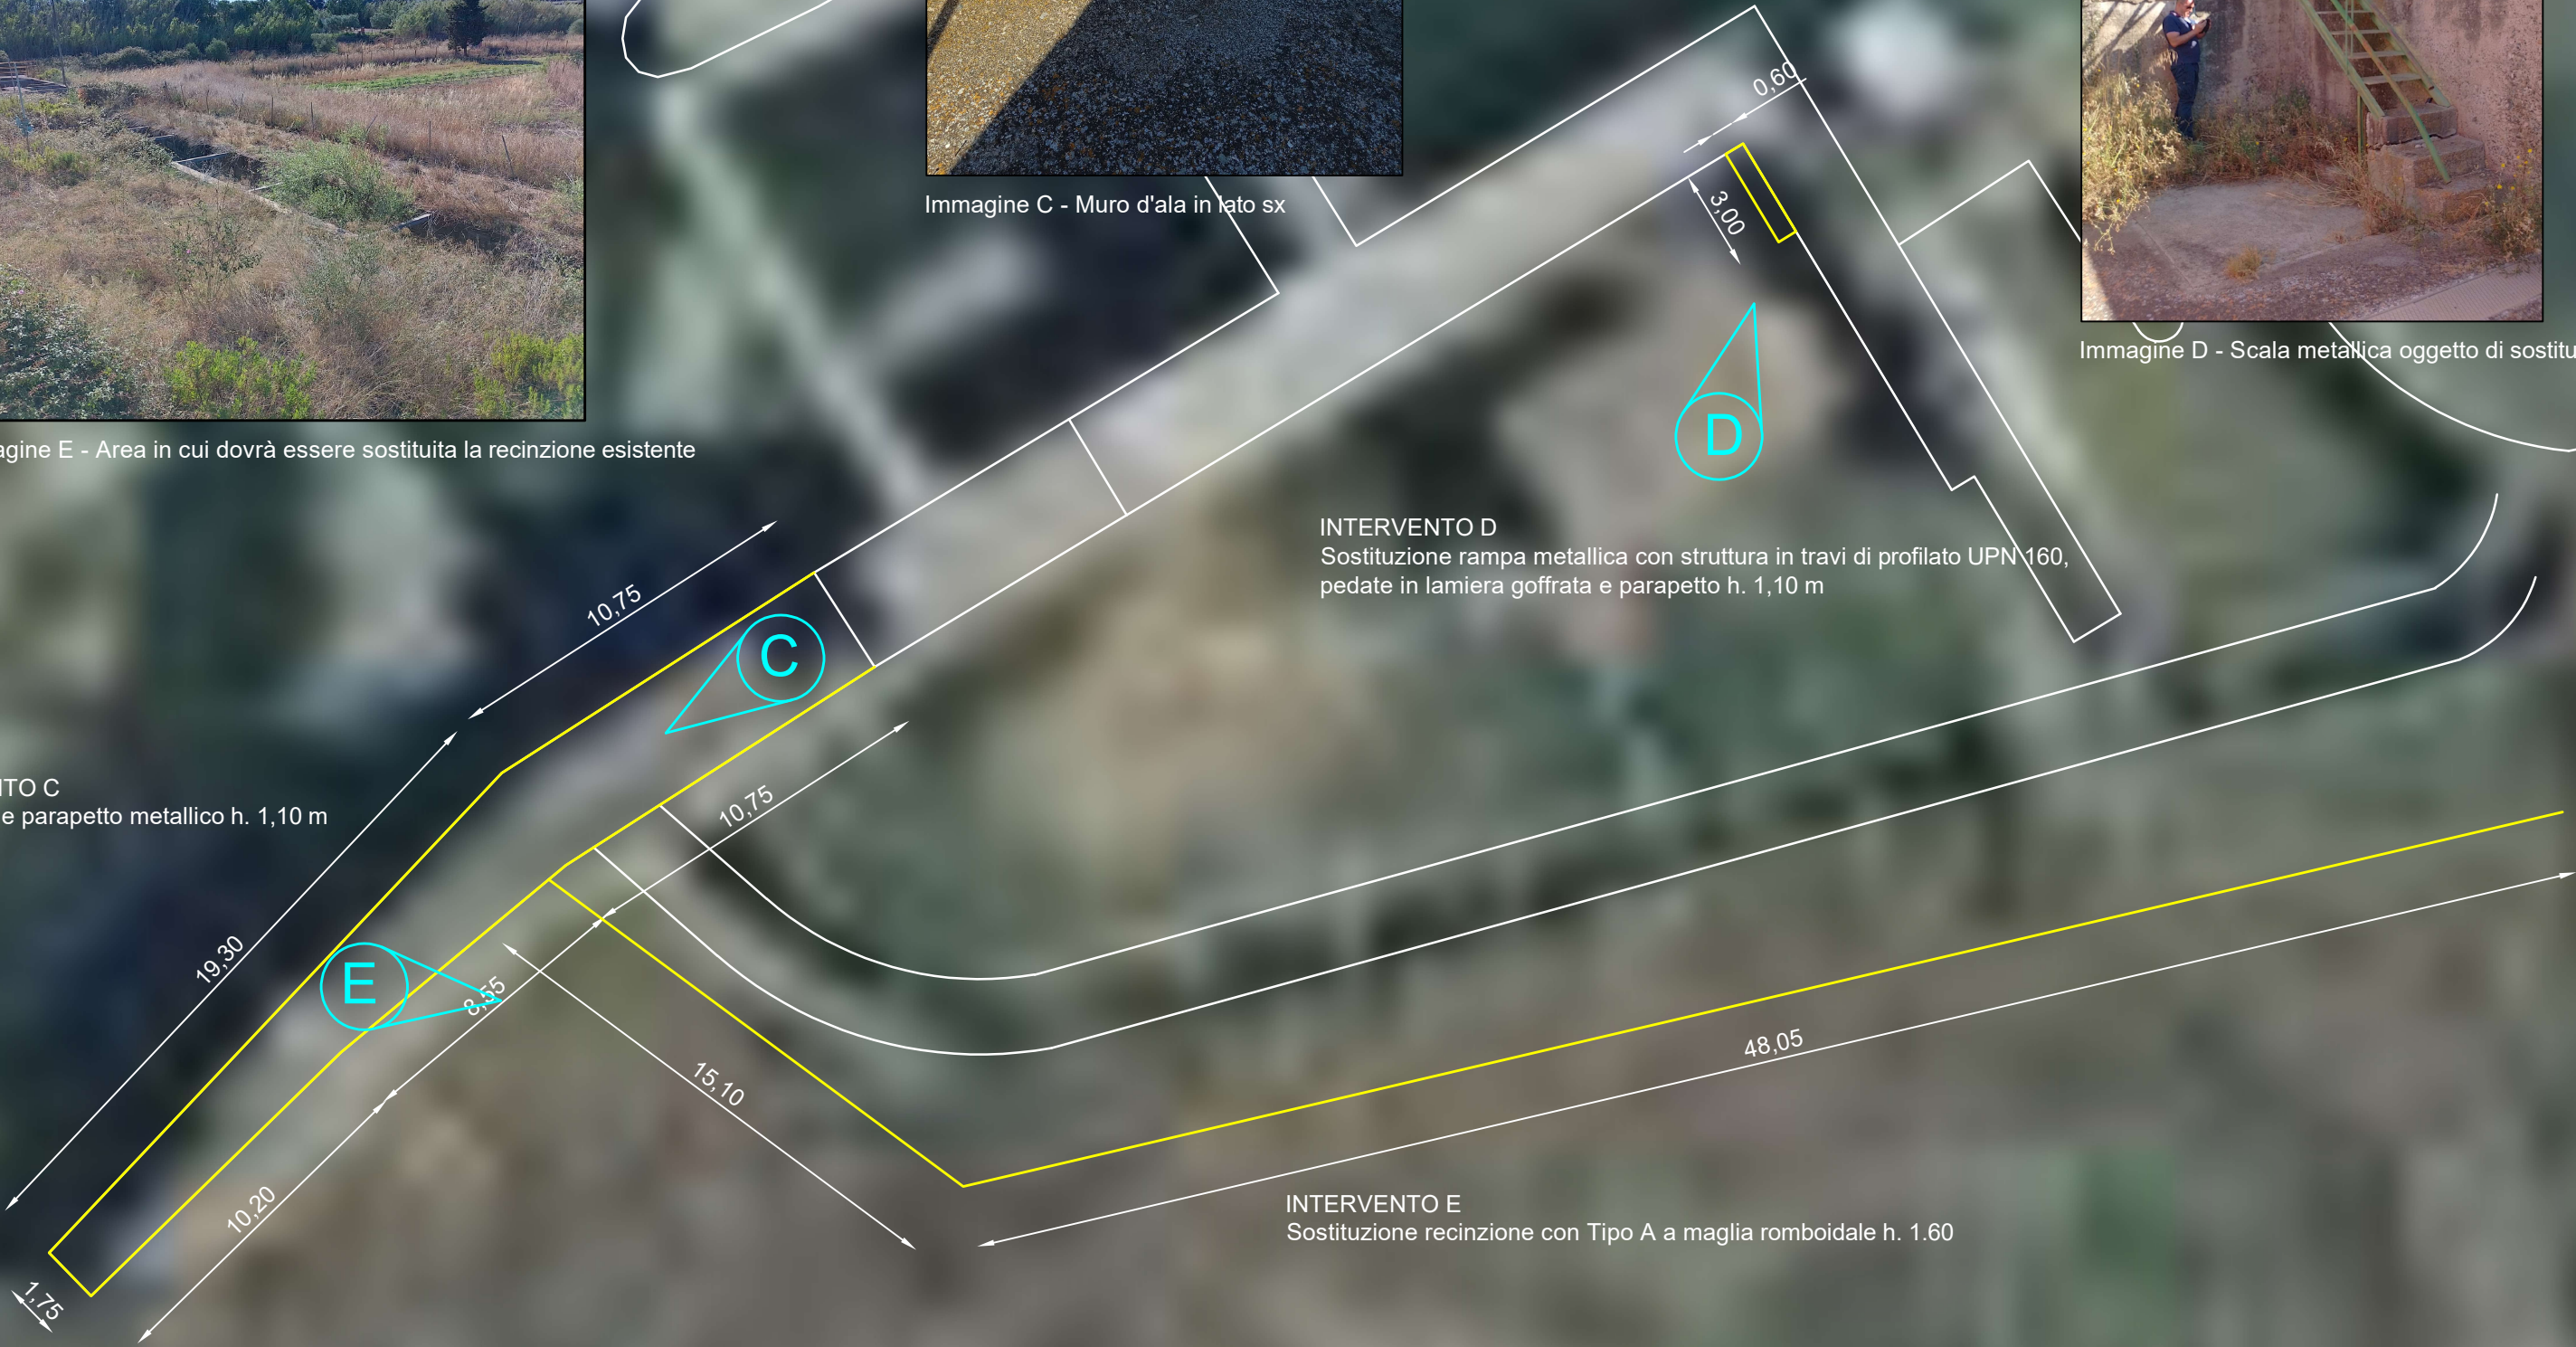 Immagine C - Muro d'ala in lato sx
0,60
3,00
Immagine D - Scala metallica oggetto di
E - Area in cui dovrà essere sostituita la recinzione esistente
D
INTERVENTO D
Sostituzione rampa metallica con struttura in travi di profilato UPN 160,
pedate in lamiera goffrata e parapetto h. 1,10 m
10,75
C
C
e parapetto metallico h. 1,10 m
10,75
19,30
E
8,55
15,10
48,05
10,20
INTERVENTO E
Sostituzione recinzione con Tipo A a maglia romboidale h. 1.60
1,75